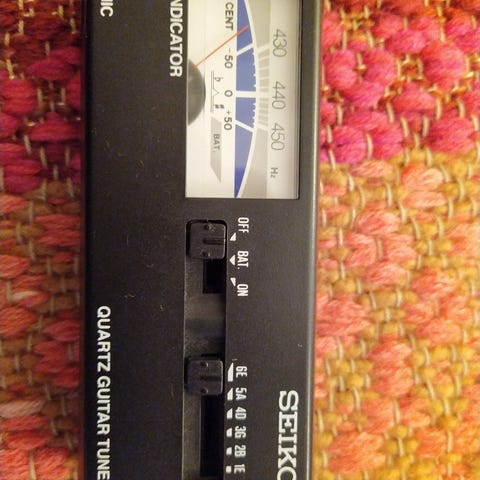 IC
INDICATOR
CENT
-50 0 +50
♭ ♯
BAT
430 440 450
Hz
OFF BAT. ON
6E 5A 4D 3G 2B 1E
SEIKO
QUARTZ GUITAR TUNE